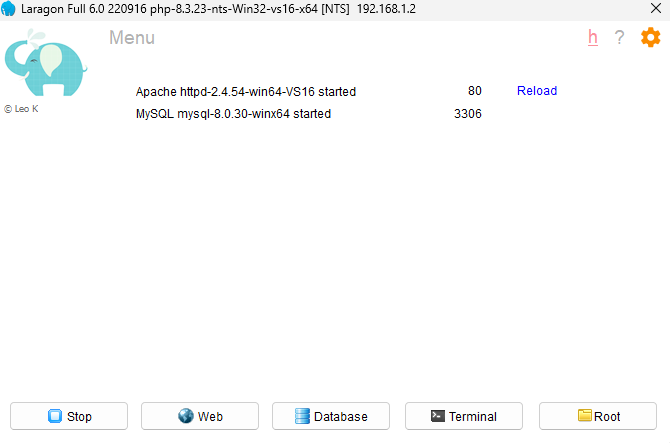 Laragon Full 6.0 220916 php-8.3.23-nts-Win32-vs16-x64 [NTS] 192.168.1.2
Menu
h ?
© Leo K
Apache httpd-2.4.54-win64-VS16 started 80 Reload
MySQL mysql-8.0.30-winx64 started 3306
Stop Web Database Terminal Root